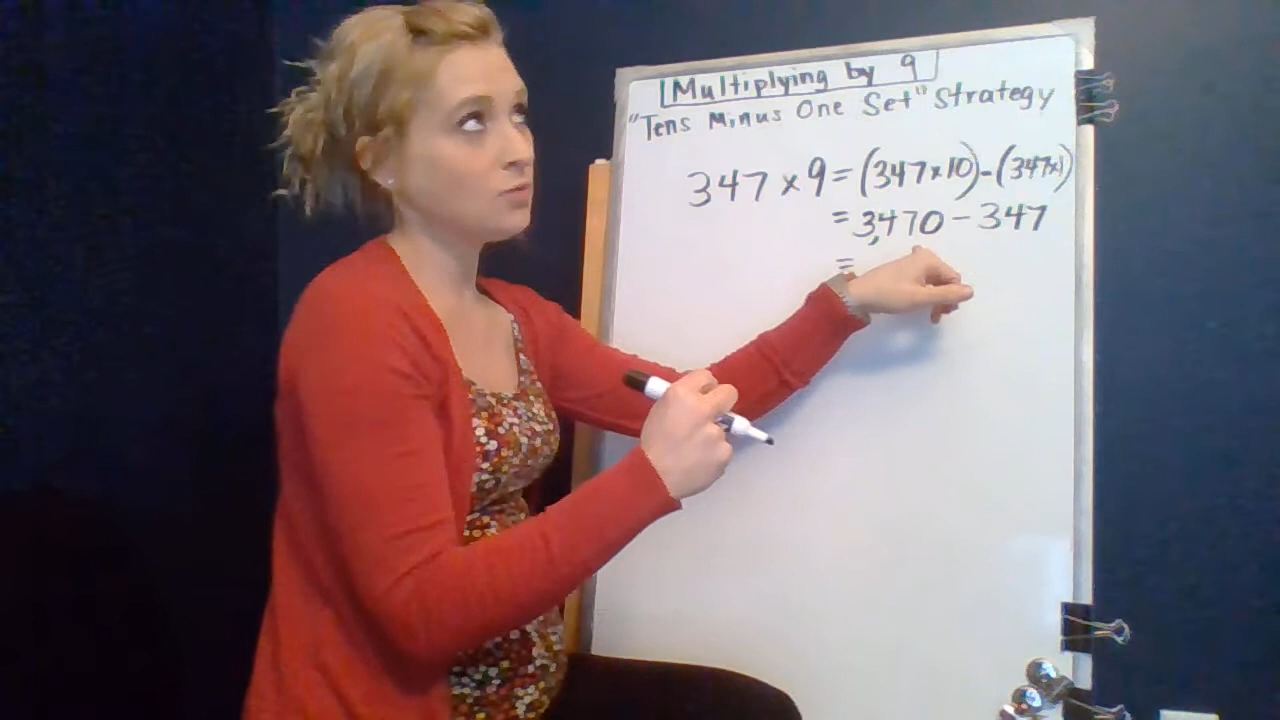 Multiplying by 9
"Tens Minus One Set" Strategy
347 x 9 = (347x10)-(347x1)
= 3,470 - 347
=